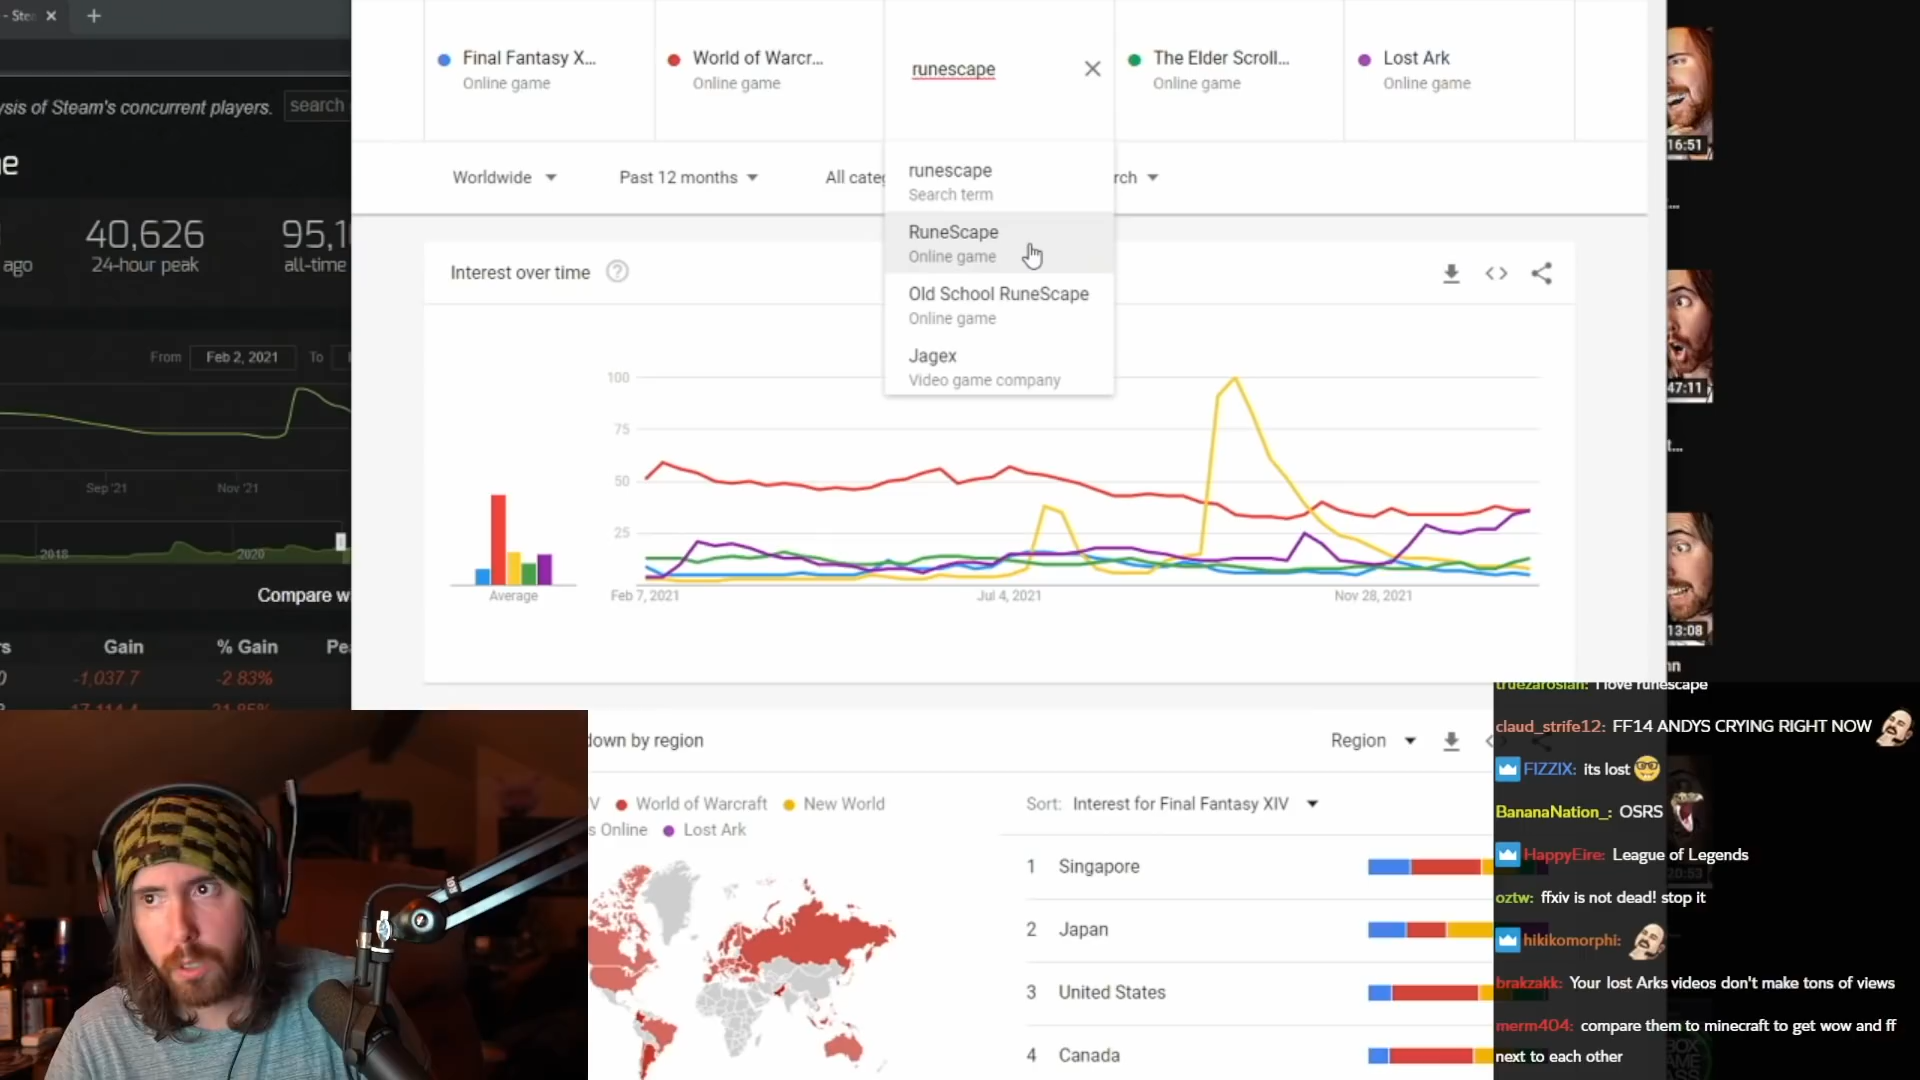 - Ste
ysis of Steam's concurrent players.
search
e
40,626
24-hour peak
ago
all-time
From
Feb 2, 2021
To
Sep '21
Nov '21
2018
2020
Compare w
Gain
% Gain
-1,037.7
-2.83%
Final Fantasy X...
Online game
World of Warcr...
Online game
runescape
The Elder Scroll...
Online game
Lost Ark
Online game
Worldwide
Past 12 months
All categ
rch
runescape
Search term
RuneScape
Online game
Old School RuneScape
Online game
Jagex
Video game company
Interest over time
100
75
50
25
Average
Feb 7, 2021
Jul 4, 2021
Nov 28, 2021
down by region
Region
V
World of Warcraft
New World
s Online
Lost Ark
Sort: Interest for Final Fantasy XIV
1 Singapore
2 Japan
3 United States
4 Canada
16:51
47:11
13:08
20:53
truezarosian: I love runescape
claud_strife12: FF14 ANDYS CRYING RIGHT NOW
FIZZIX: its lost
BananaNation_: OSRS
HappyEire: League of Legends
oztw: ffxiv is not dead! stop it
hikikomorphi:
brakzakk: Your lost Arks videos don't make tons of views
merm404: compare them to minecraft to get wow and ff
next to each other